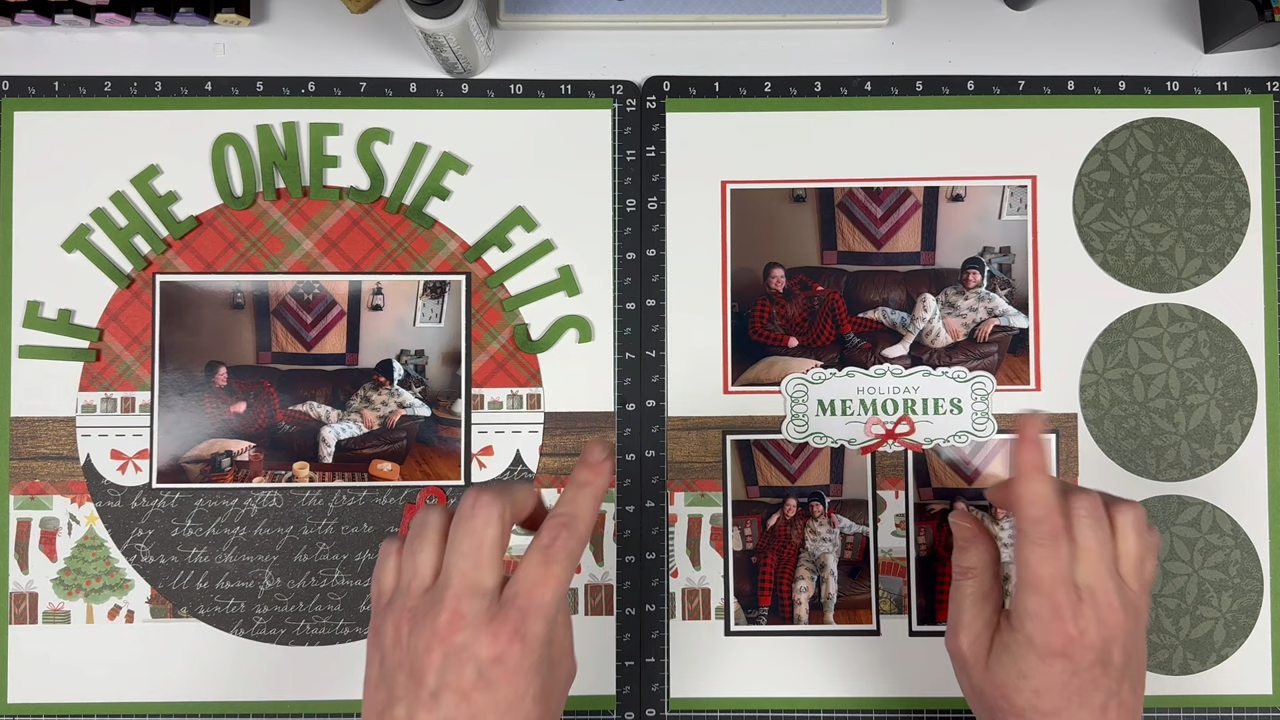 IF THE ONESIE FITS
HOLIDAY
MEMORIES
and bright giving gifts the first noel
joy stockings hung with care
down the chimney holiday
i'll be home for christmas
a winter wonderland
holiday traditions